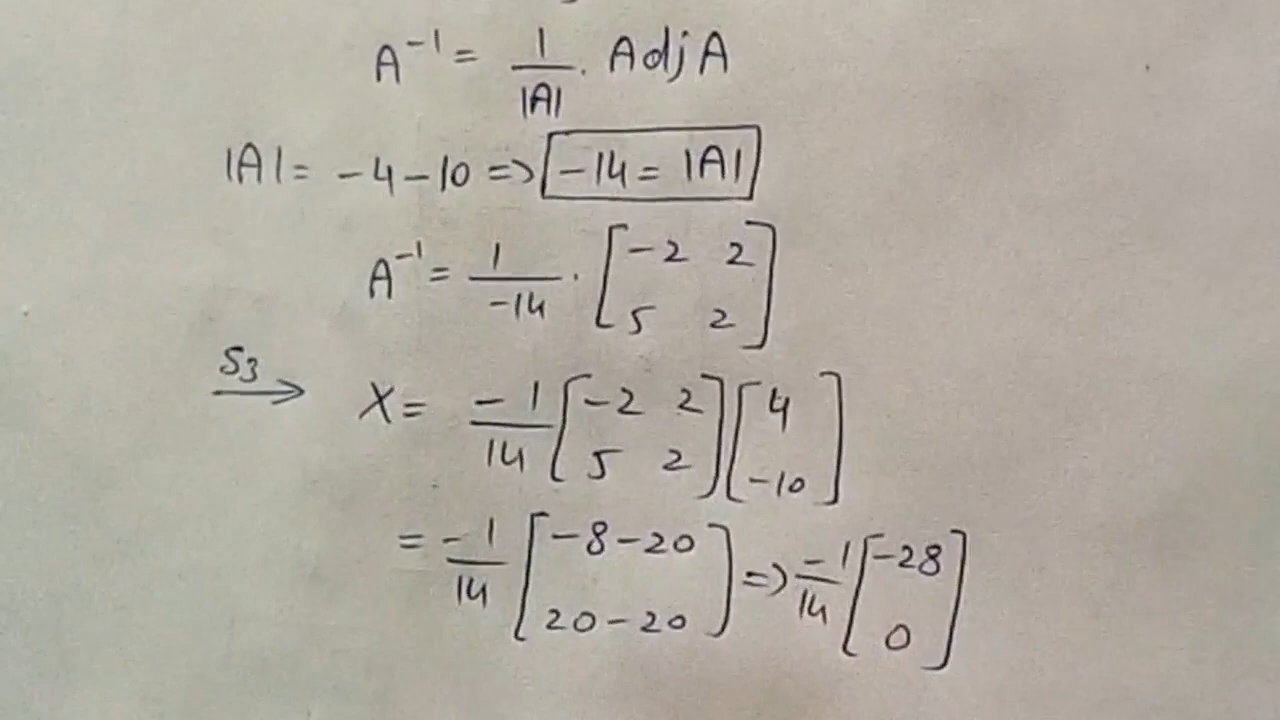 A⁻¹ = 1/|A| . Adj A
|A| = -4-10 => -14 = |A|
A⁻¹ = 1/-14 . [-2 2; 5 2]
S3 → X = -1/14 [-2 2; 5 2] [4; -10]
= -1/14 [-8-20; 20-20] => -1/14 [-28; 0]